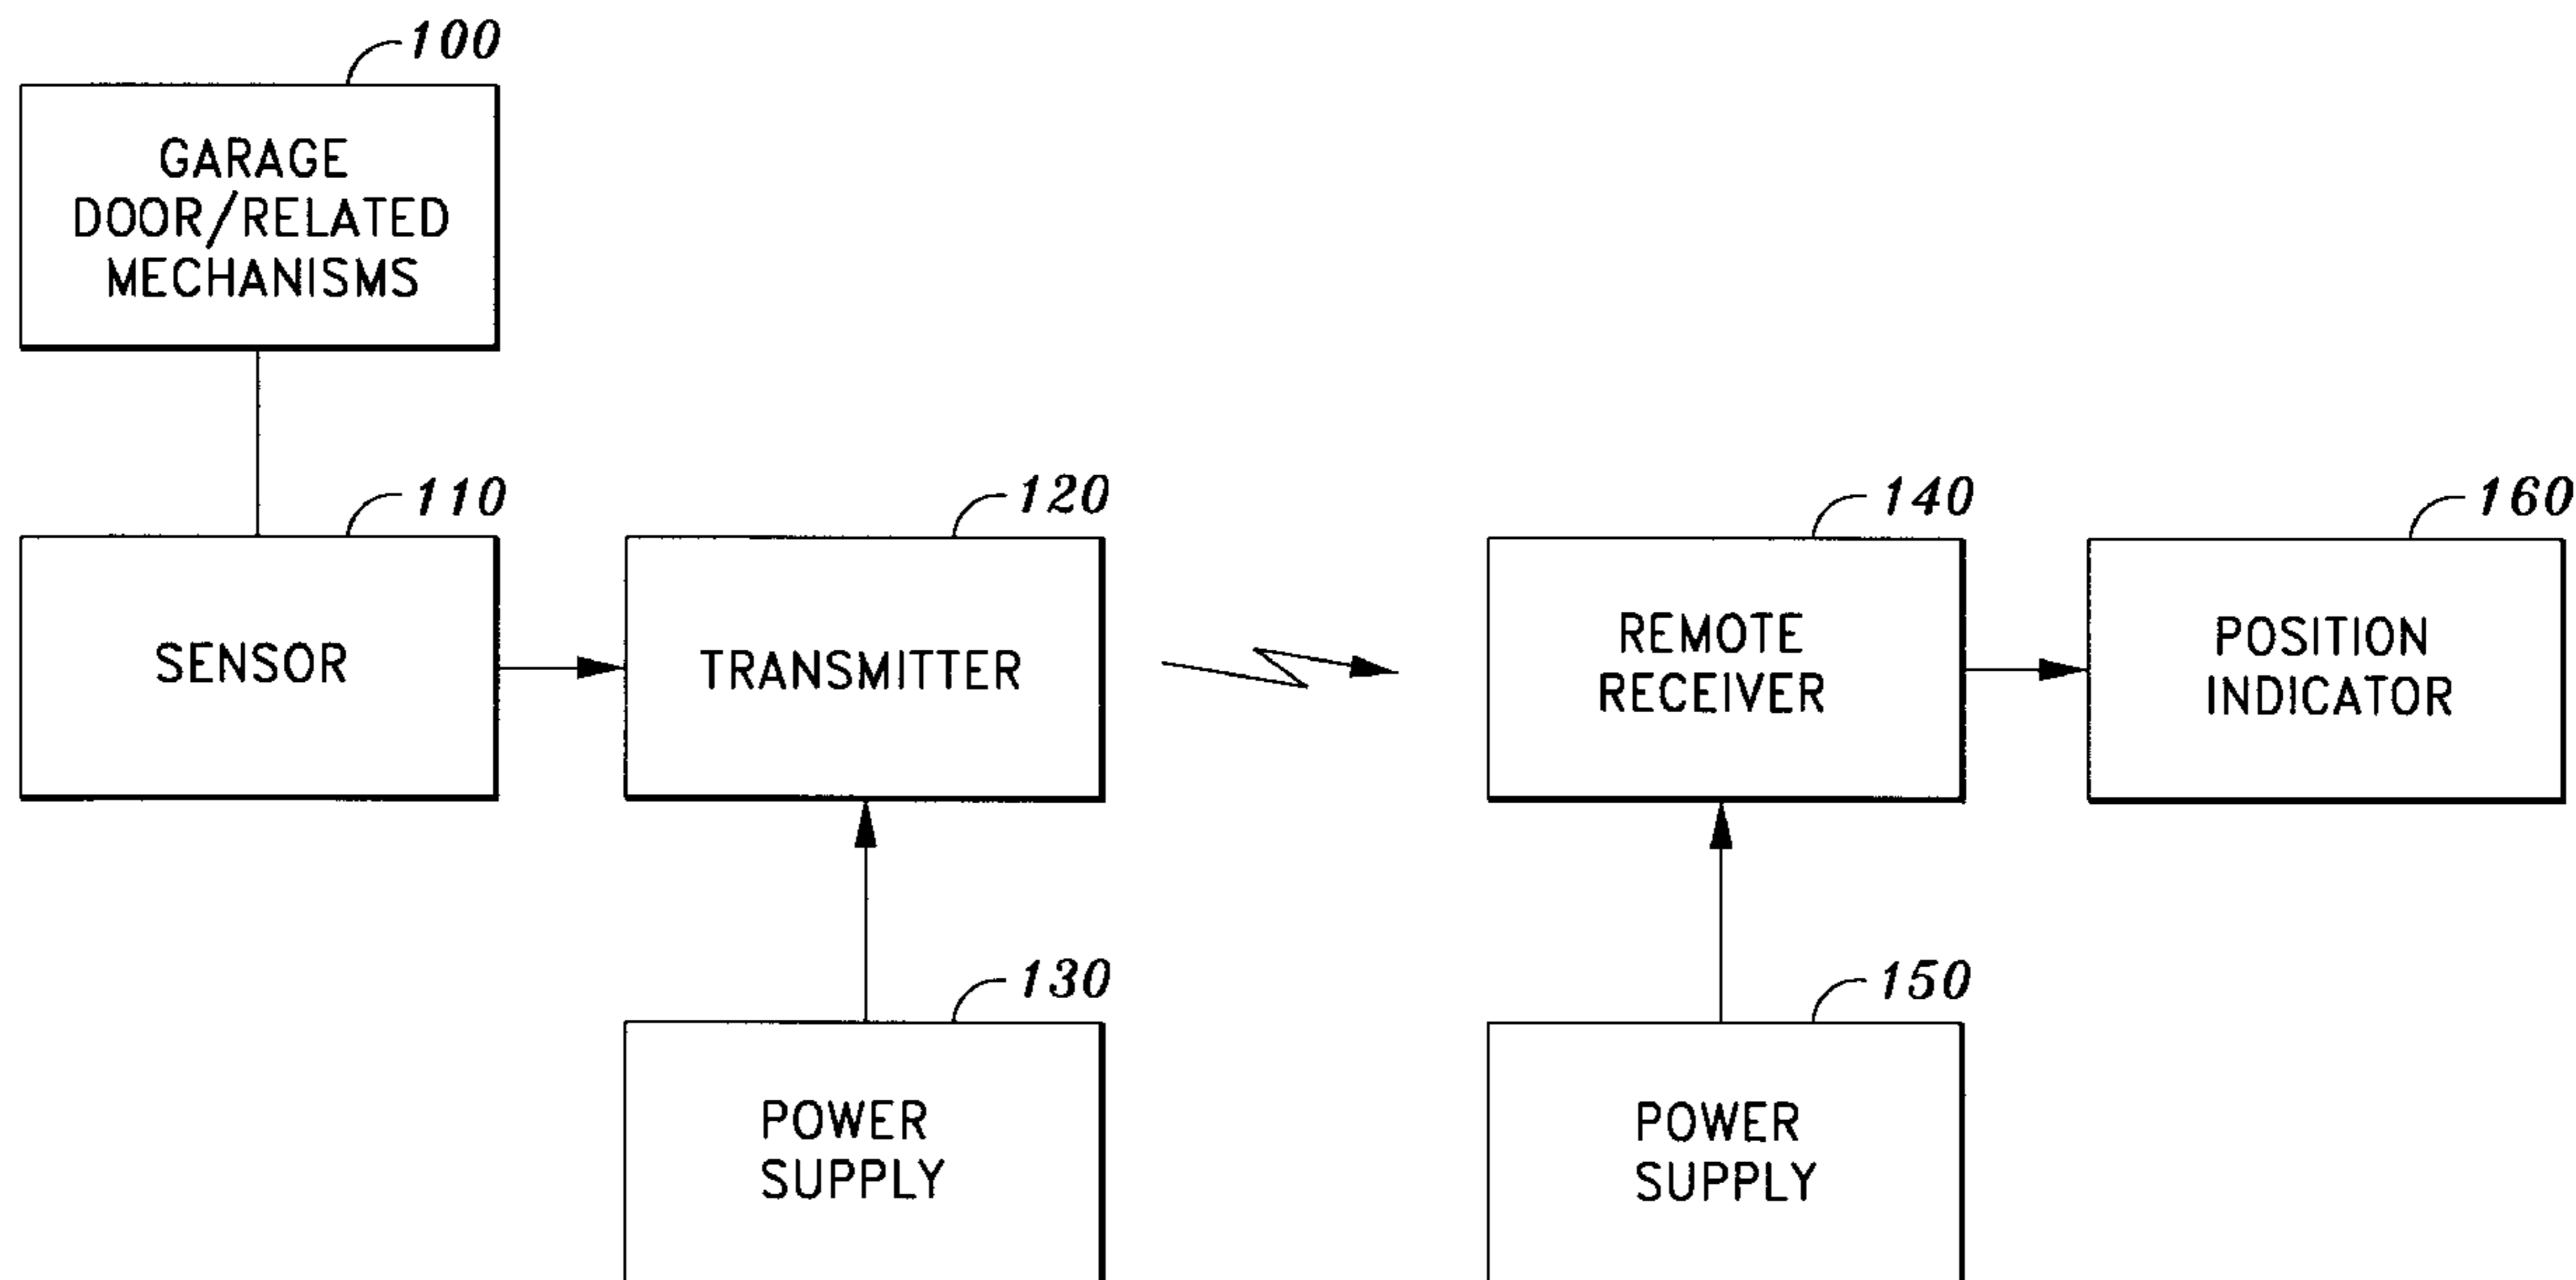 100
GARAGE
DOOR/RELATED
MECHANISMS
110
SENSOR
120
TRANSMITTER
140
REMOTE
RECEIVER
160
POSITION
INDICATOR
130
POWER
SUPPLY
150
POWER
SUPPLY